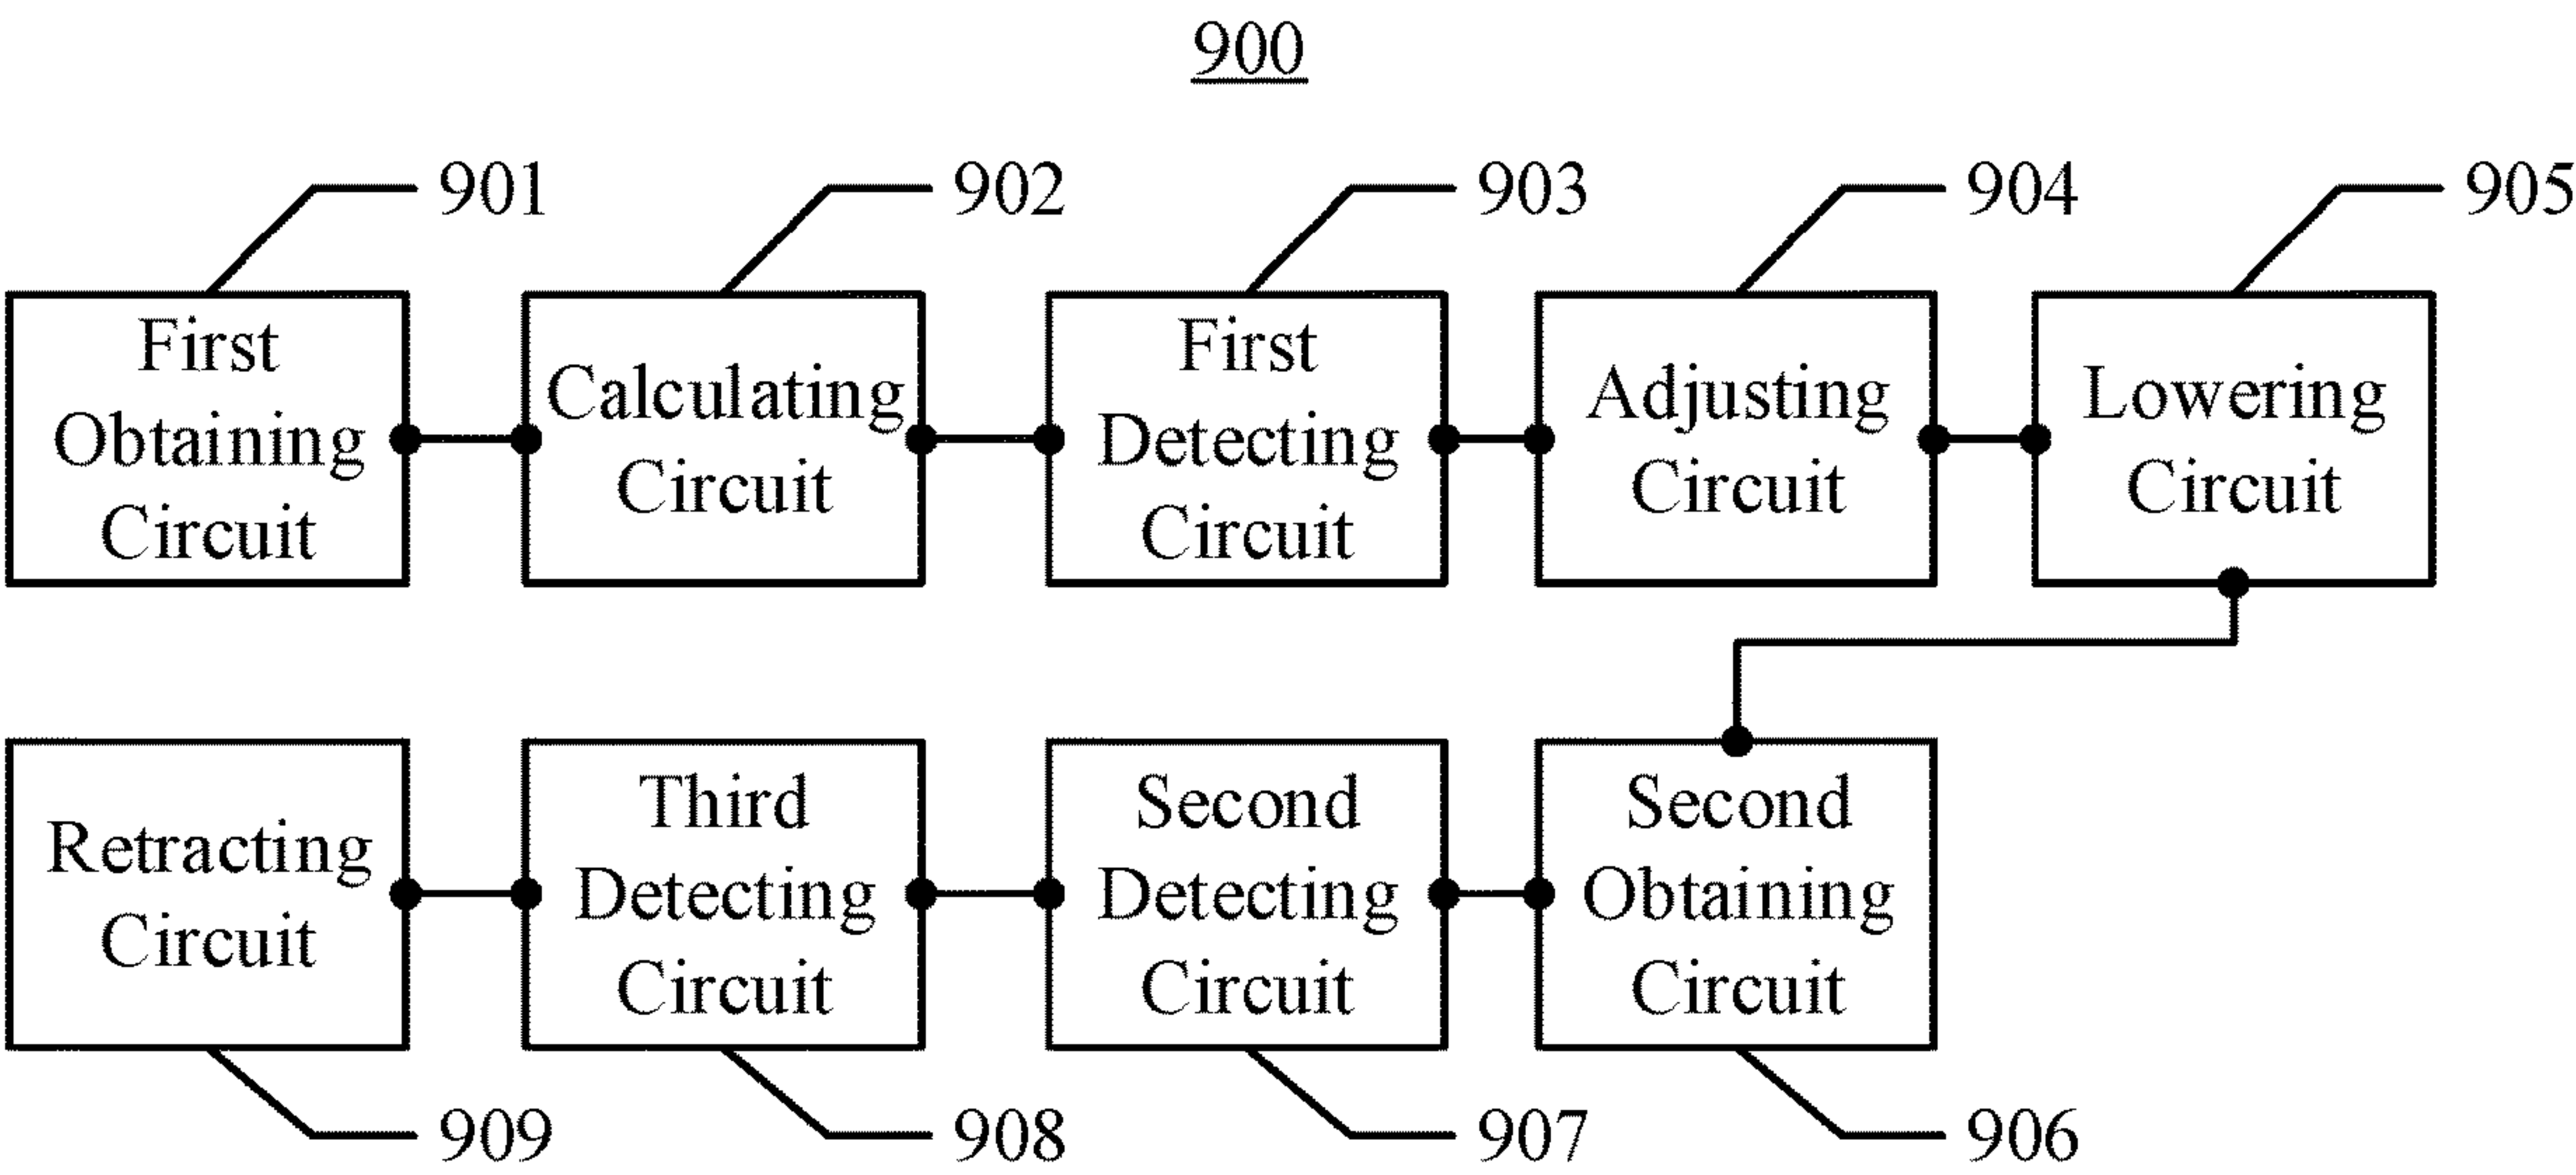 900
901
902
903
904
905
First
Obtaining
Circuit
Calculating
Circuit
First
Detecting
Circuit
Adjusting
Circuit
Lowering
Circuit
Retracting
Circuit
Third
Detecting
Circuit
Second
Detecting
Circuit
Second
Obtaining
Circuit
909
908
907
906